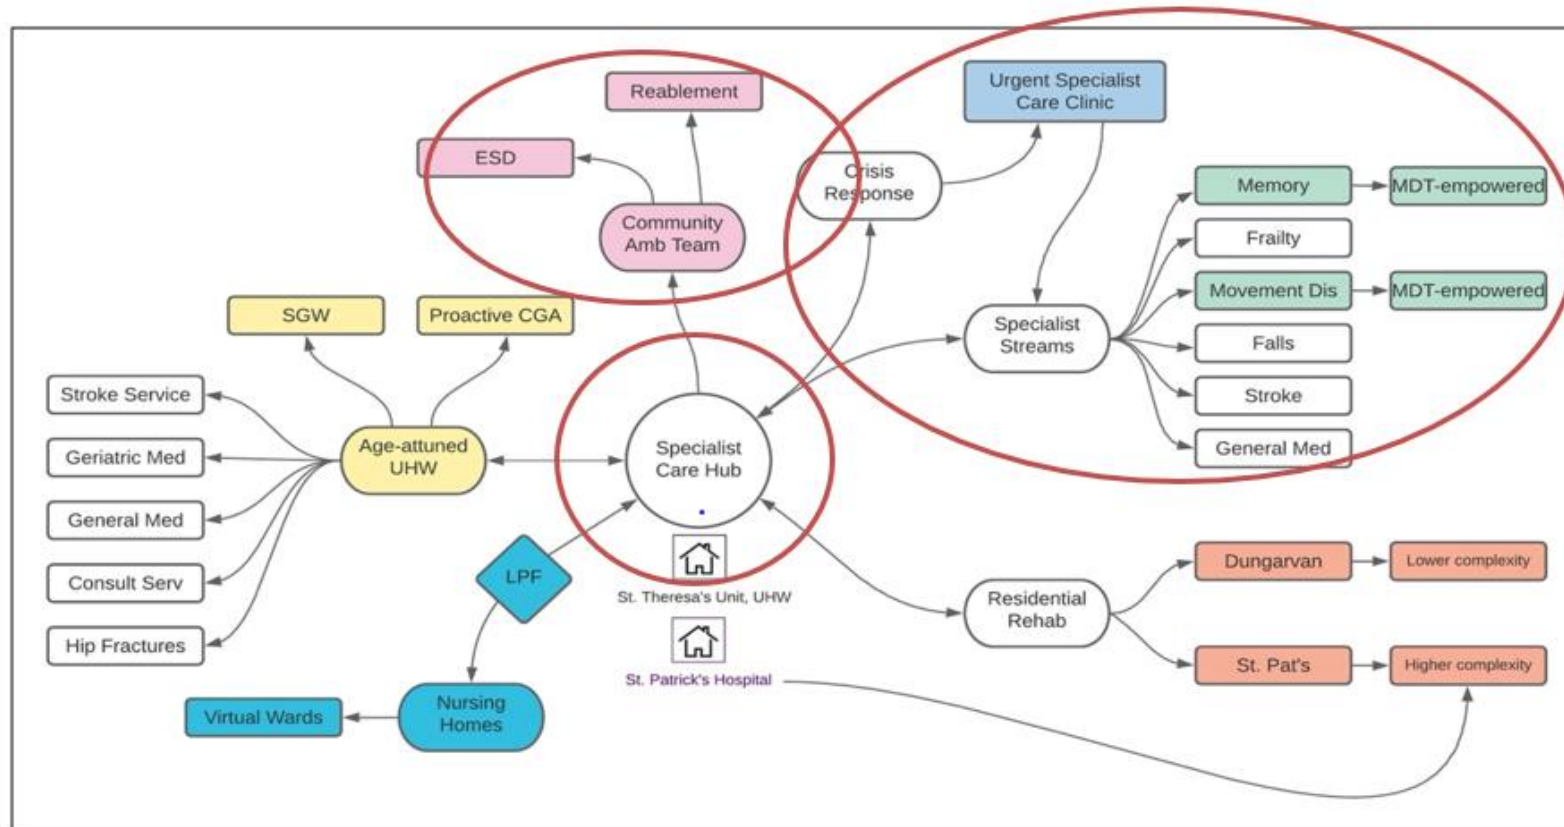 Urgent Specialist
Care Clinic
Reablement
ESD
Crisis
Response
Community
Amb Team
Memory
MDT-empowered
Frailty
Movement Dis
MDT-empowered
Falls
Stroke
General Med
Specialist
Streams
SGW
Proactive CGA
Stroke Service
Geriatric Med
General Med
Consult Serv
Hip Fractures
Age-attuned
UHW
Specialist
Care Hub
LPF
St. Theresa's Unit, UHW
St. Patrick's Hospital
Nursing
Homes
Virtual Wards
Residential
Rehab
Dungarvan
Lower complexity
St. Pat's
Higher complexity